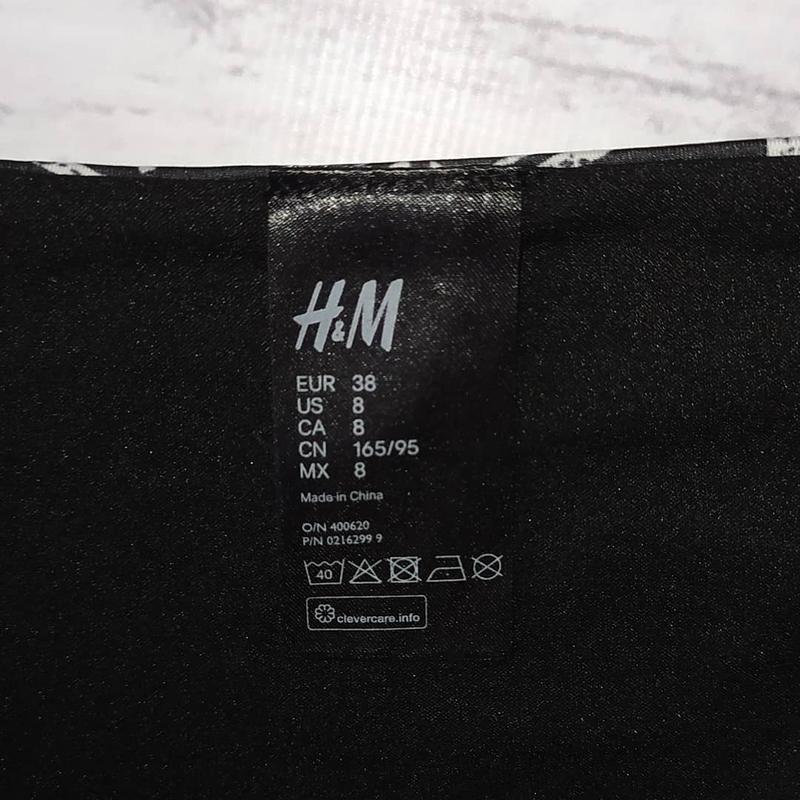 H&M
EUR 38
US 8
CA 8
CN 165/95
MX 8
Made in China
O/N 400620
P/N 0216299 9
40
clevercare.info